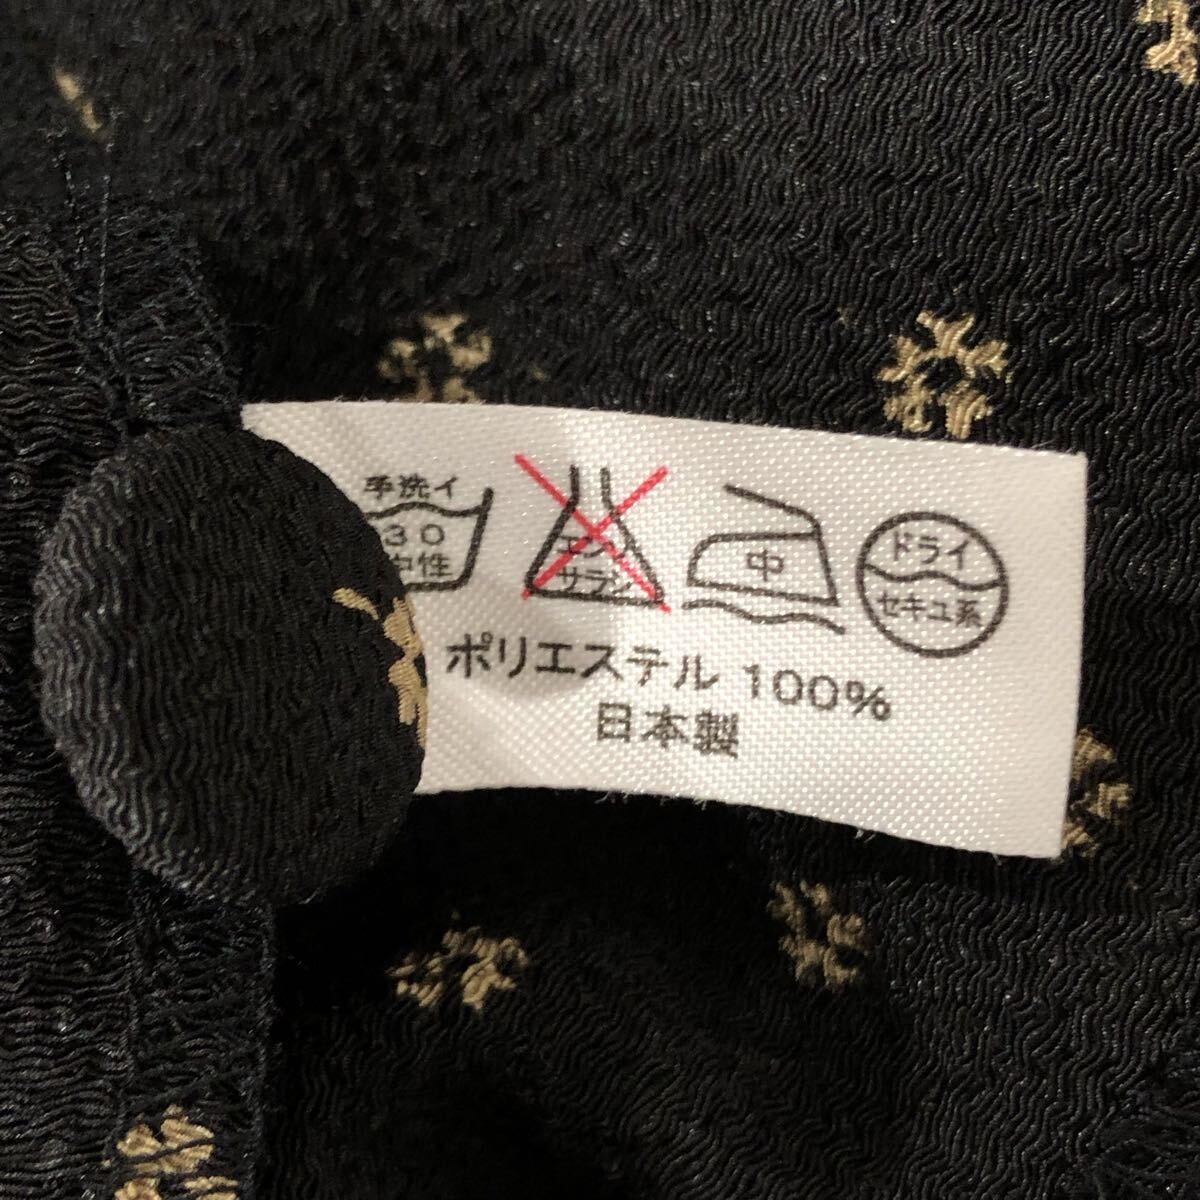 手洗イ
30
中性
エンソ
サラシ
中
ドライ
セキユ系
ポリエステル 100%
日本製